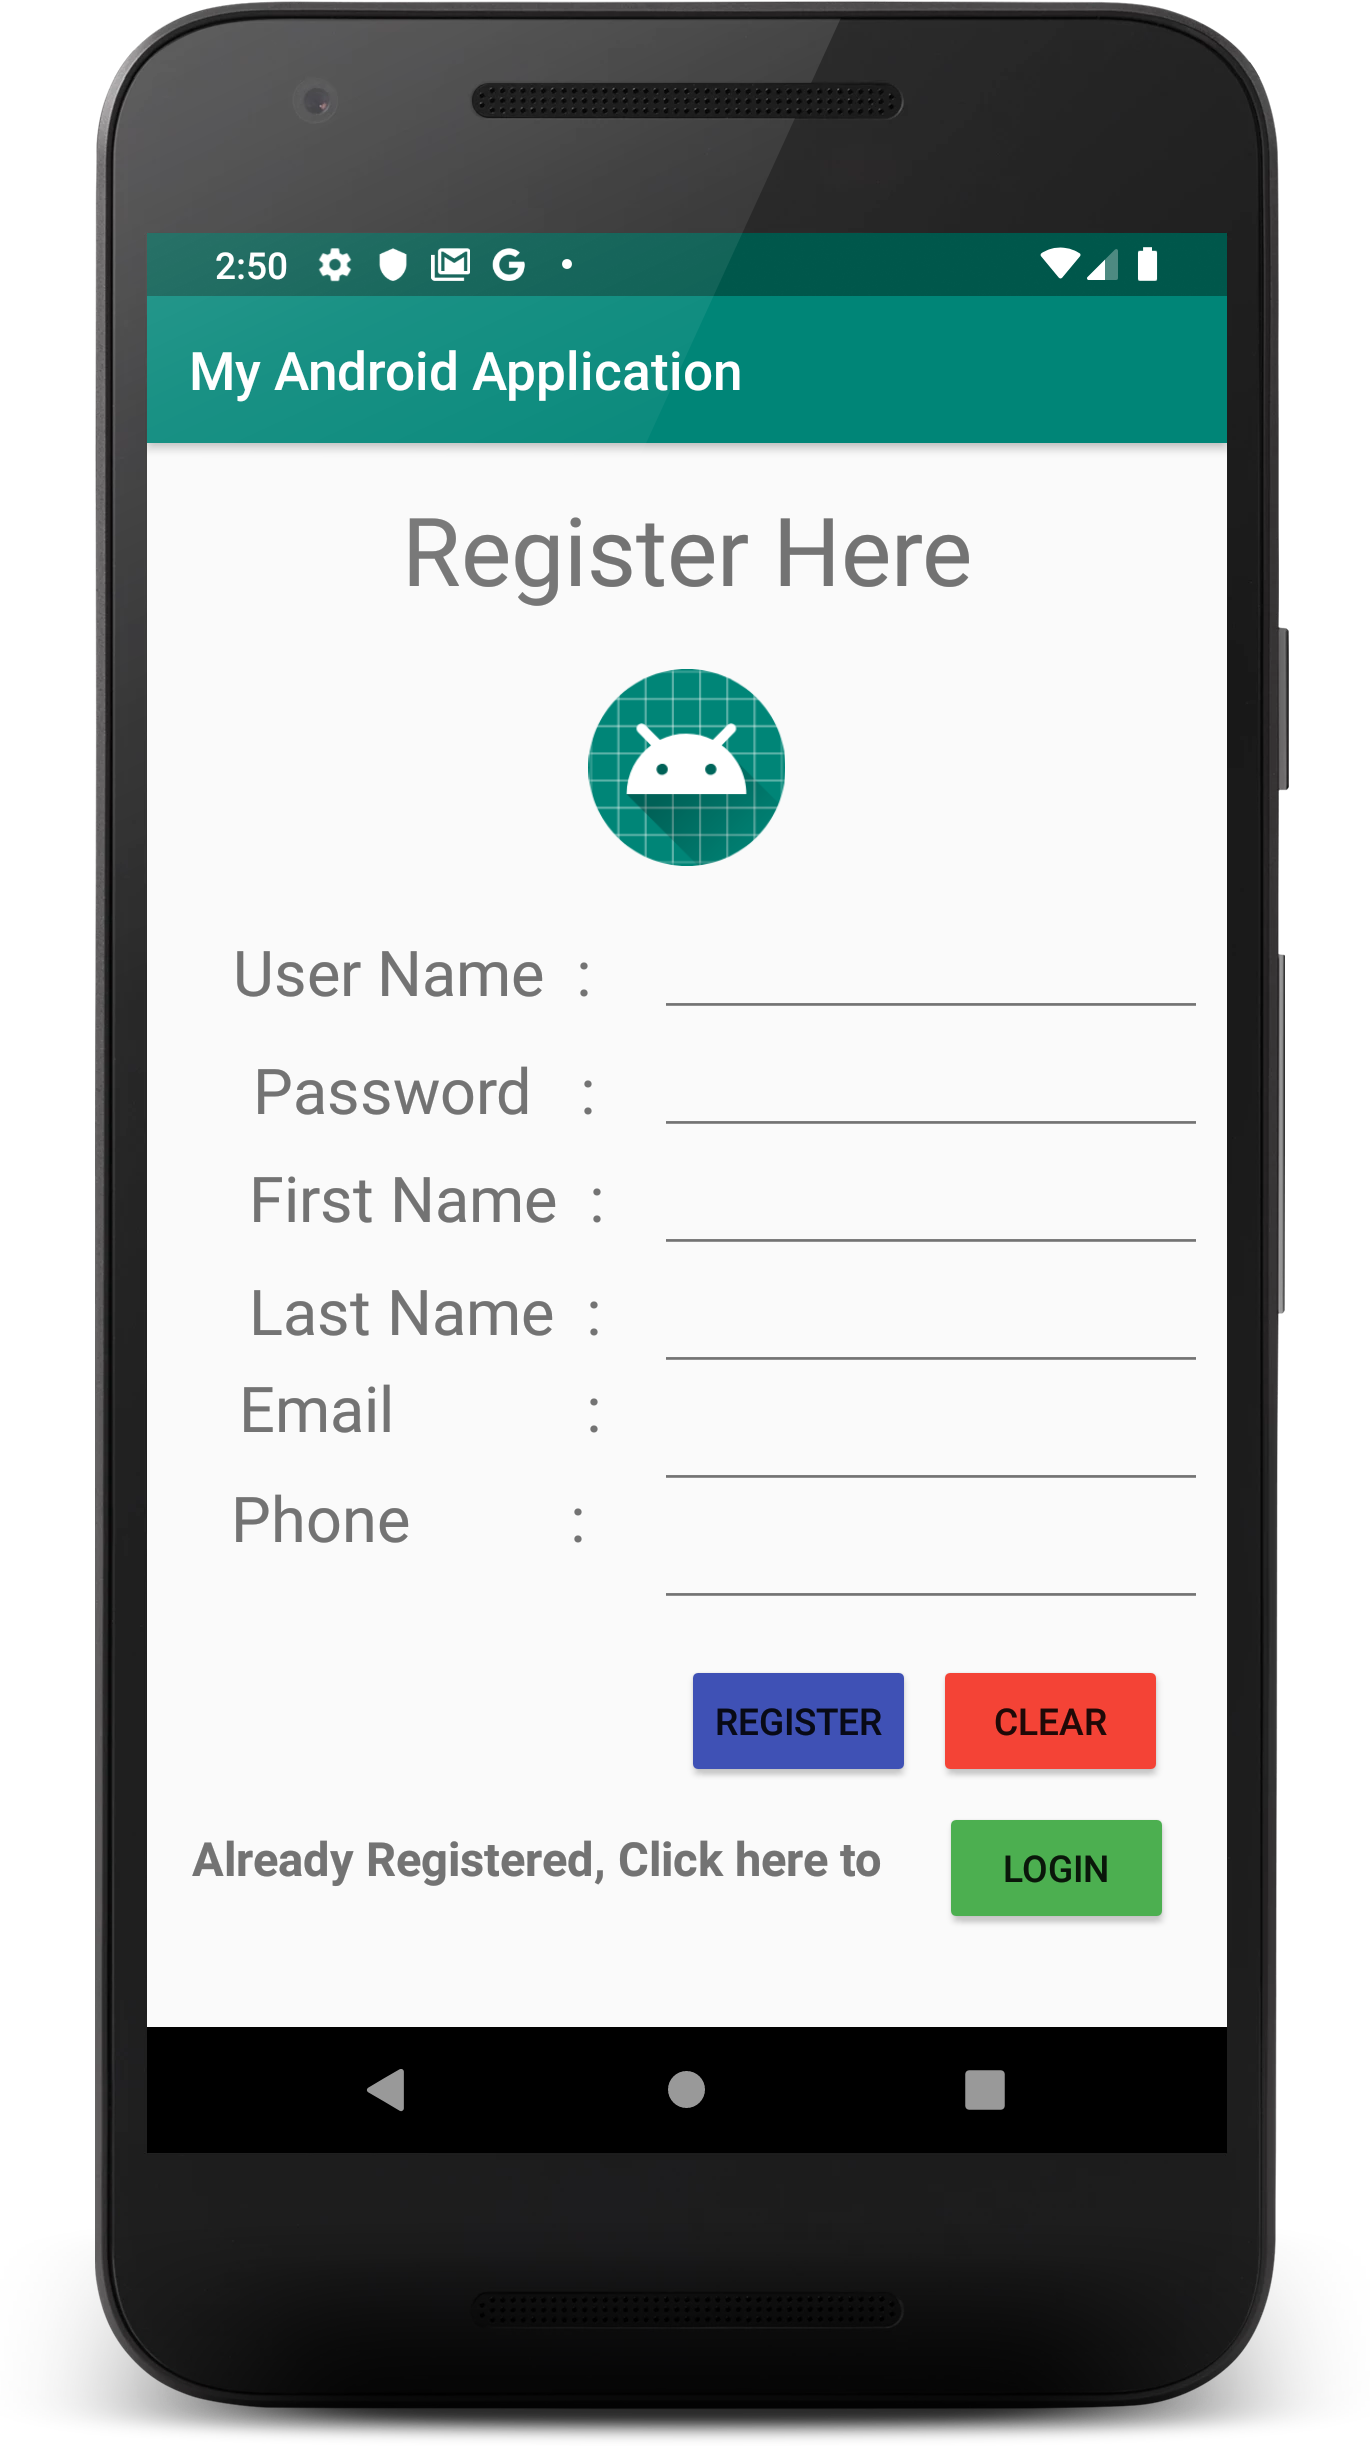 2:50
My Android Application
Register Here
User Name :
Password :
First Name :
Last Name :
Email :
Phone :
REGISTER CLEAR
Already Registered, Click here to LOGIN